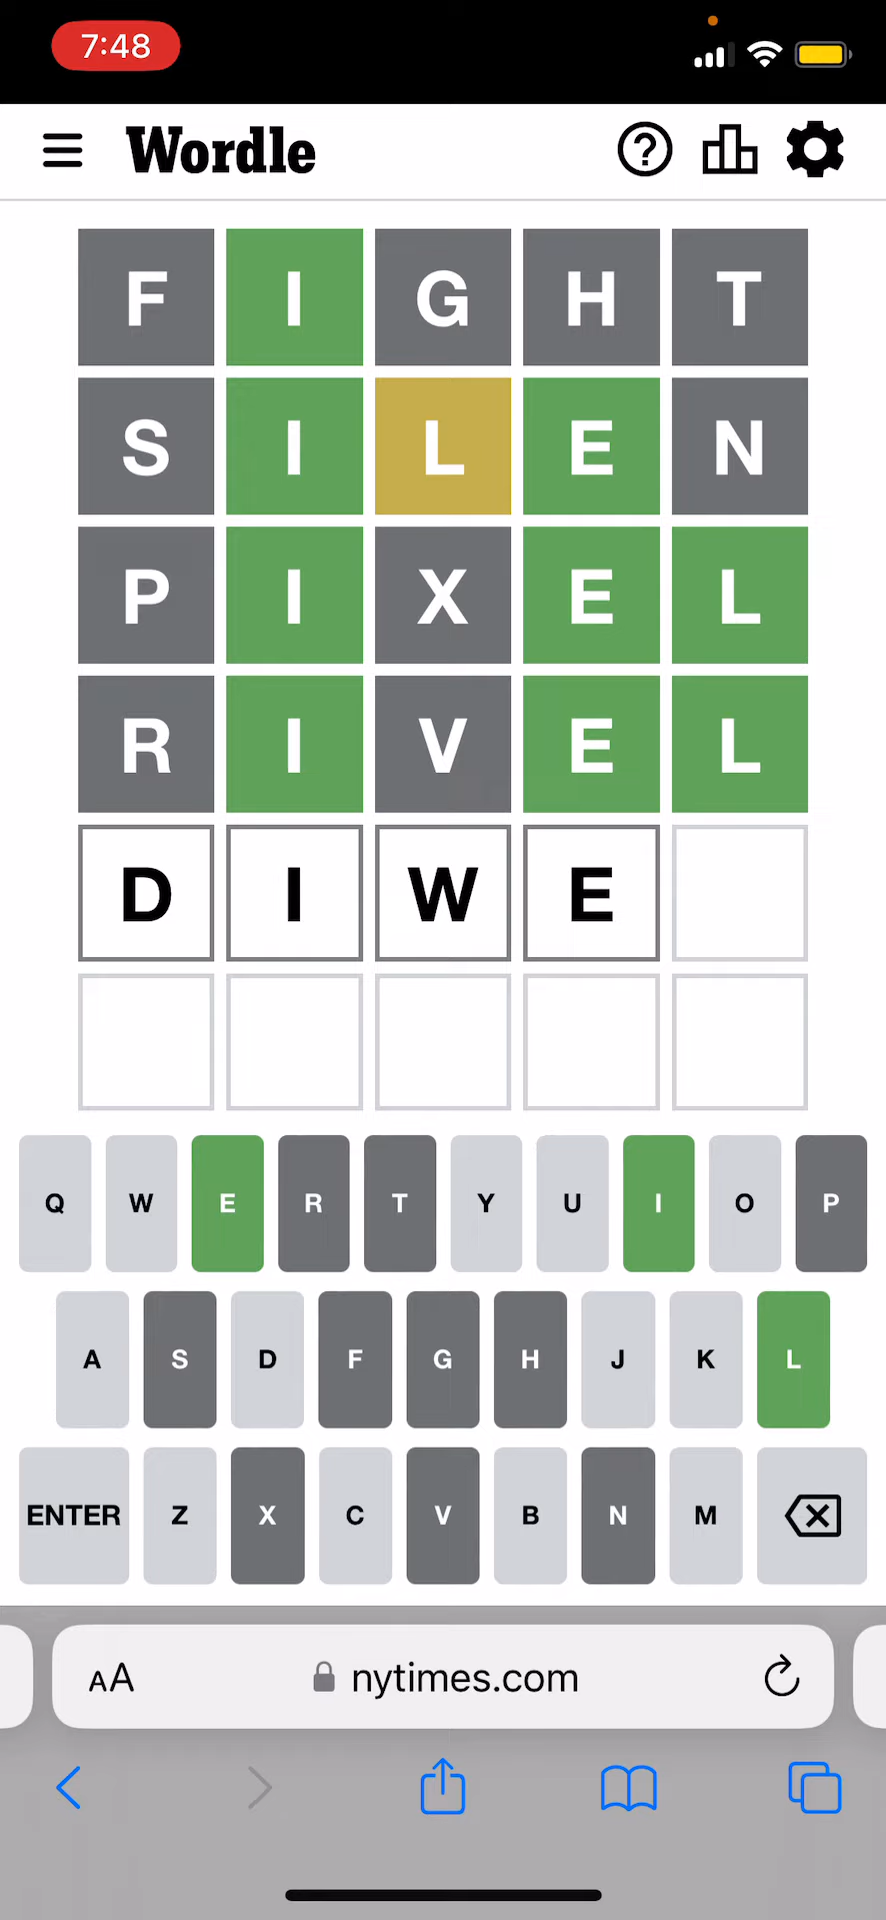 7:48
Wordle
F I G H T
S I L E N
P I X E L
R I V E L
D I W E
Q W E R T Y U I O P
A S D F G H J K L
ENTER Z X C V B N M
AA nytimes.com